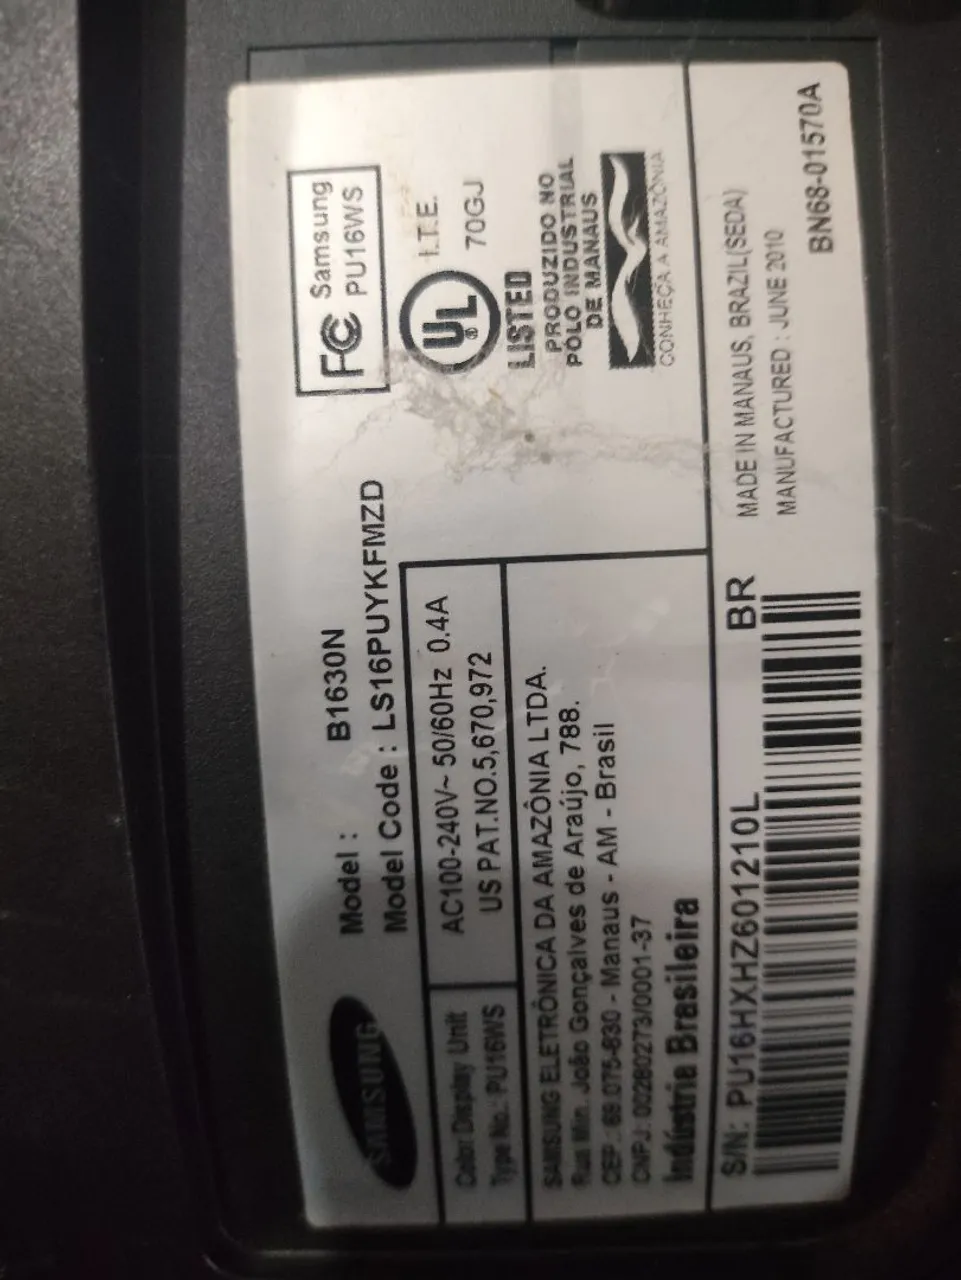 SAMSUNG
Model : B1630N
Model Code : LS16PUYKFMZD
FC Samsung
PU16WS
Color Display Unit
Type No.: PU16WS
AC100-240V~ 50/60Hz 0.4A
US PAT.NO.5,670,972
UL ® I.T.E.
70GJ
LISTED
SAMSUNG ELETRÔNICA DA AMAZÔNIA LTDA.
Rua Min. João Gonçalves de Araújo, 788.
CEP.: 69.075-830 - Manaus - AM - Brasil
CNPJ: 00280273/0001-37
Indústria Brasileira
PRODUZIDO NO
PÓLO INDUSTRIAL
DE MANAUS
CONHEÇA A AMAZÔNIA
S/N: PU16HXHZ601210L
BR
MADE IN MANAUS, BRAZIL(SEDA)
MANUFACTURED : JUNE 2010
BN68-01570A